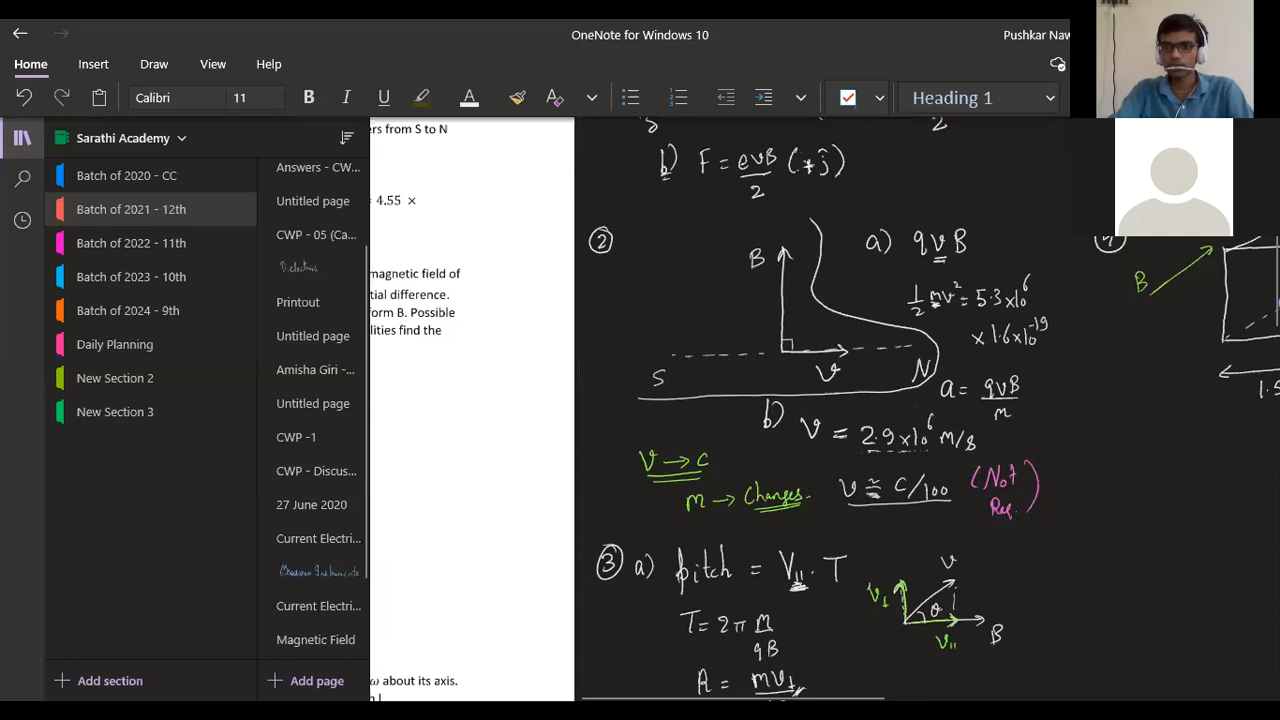 OneNote for Windows 10
Pushkar Naw
Home Insert Draw View Help
Calibri 11 B I U A Heading 1
Sarathi Academy
Batch of 2020 - CC
Batch of 2021 - 12th
Batch of 2022 - 11th
Batch of 2023 - 10th
Batch of 2024 - 9th
Daily Planning
New Section 2
New Section 3
Add section
Answers - CW...
Untitled page
CWP - 05 (Ca...
Printout
Untitled page
Amisha Giri -...
Untitled page
CWP -1
CWP - Discus...
27 June 2020
Current Electri...
Current Electri...
Magnetic Field
Add page
ers from S to N
= 4.55 ×
magnetic field of
tial difference.
form B. Possible
lities find the
ω about its axis.
2
b) F = evB/2 (+ĵ)
② B v S N
a) qvB
1/2 mv² = 5.3×10⁶
× 1.6×10⁻¹⁹
a = qvB/m
b) v = 2.9×10⁶ m/s
v → c
m → Changes.
v ≅ c/100 (Not Req.)
③ a) pitch = V∥ · T
T = 2π m/qB
R = mv⊥
v V⊥ θ V∥ B
B
1.5